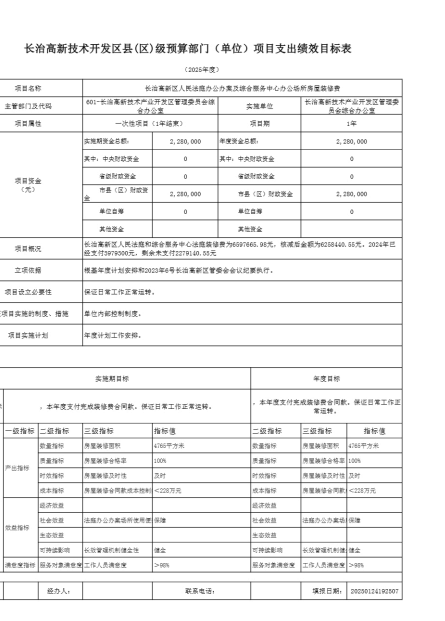 长治高新技术开发区县(区)级预算部门（单位）项目支出绩效目标表
（2025年度）
项目名称 长治高新区人民法庭办公办案及综合服务中心办公场所房屋装修费
主管部门及代码 601-长治高新技术产业开发区管理委员会综合办公室 实施单位 长治高新技术产业开发区管理委员会综合办公室
项目属性 一次性项目（1年结束） 项目期 1年
项目资金（元） 实施期资金总额： 2,280,000 年度资金总额： 2,280,000
其中：中央财政资金 0 其中：中央财政资金 0
省级财政资金 0 省级财政资金 0
市县（区）财政资金 2,280,000 市县（区）财政资金 2,280,000
单位自筹 0 单位自筹 0
其他资金 其他资金
项目概况 长治高新区人民法庭和综合服务中心法庭装修费为6597665.98元，核减后金额为6258440.55元，2024年已
经支付3979300元，剩余未支付2279140.55元
立项依据 根据年度计划安排和2023年6号长治高新区管委会会议纪要执行。
项目设立必要性 保证日常工作正常运转。
项目实施的制度、措施 单位内部控制制度。
项目实施计划 年度计划工作安排。
实施期目标 年度目标
，本年度支付完成装修费合同款，保证日常工作正常运转。 ，本年度支付完成装修费合同款，保证日常工作正
常运转。
一级指标 二级指标 三级指标 指标值 二级指标 三级指标 指标值
产出指标 数量指标 房屋装修面积 4765平方米 数量指标 房屋装修面积 4765平方米
质量指标 房屋装修合格率 100% 质量指标 房屋装修合格率 100%
时效指标 房屋装修及时性 及时 时效指标 房屋装修及时性 及时
成本指标 房屋装修合同款成本控制 <228万元 成本指标 房屋装修合同款 <228万元
效益指标 经济效益 经济效益
社会效益 法庭办公办案场所使用更 保障 社会效益 法庭办公办案场 保障
生态效益 生态效益
可持续影响 长效管理机制健全性 健全 可持续影响 长效管理机制健 健全
满意度指标 服务对象满意度 工作人员满意度 >98% 服务对象满意度 工作人员满意度 >98%
经办人： 联系电话： 填报日期： 20250124192507